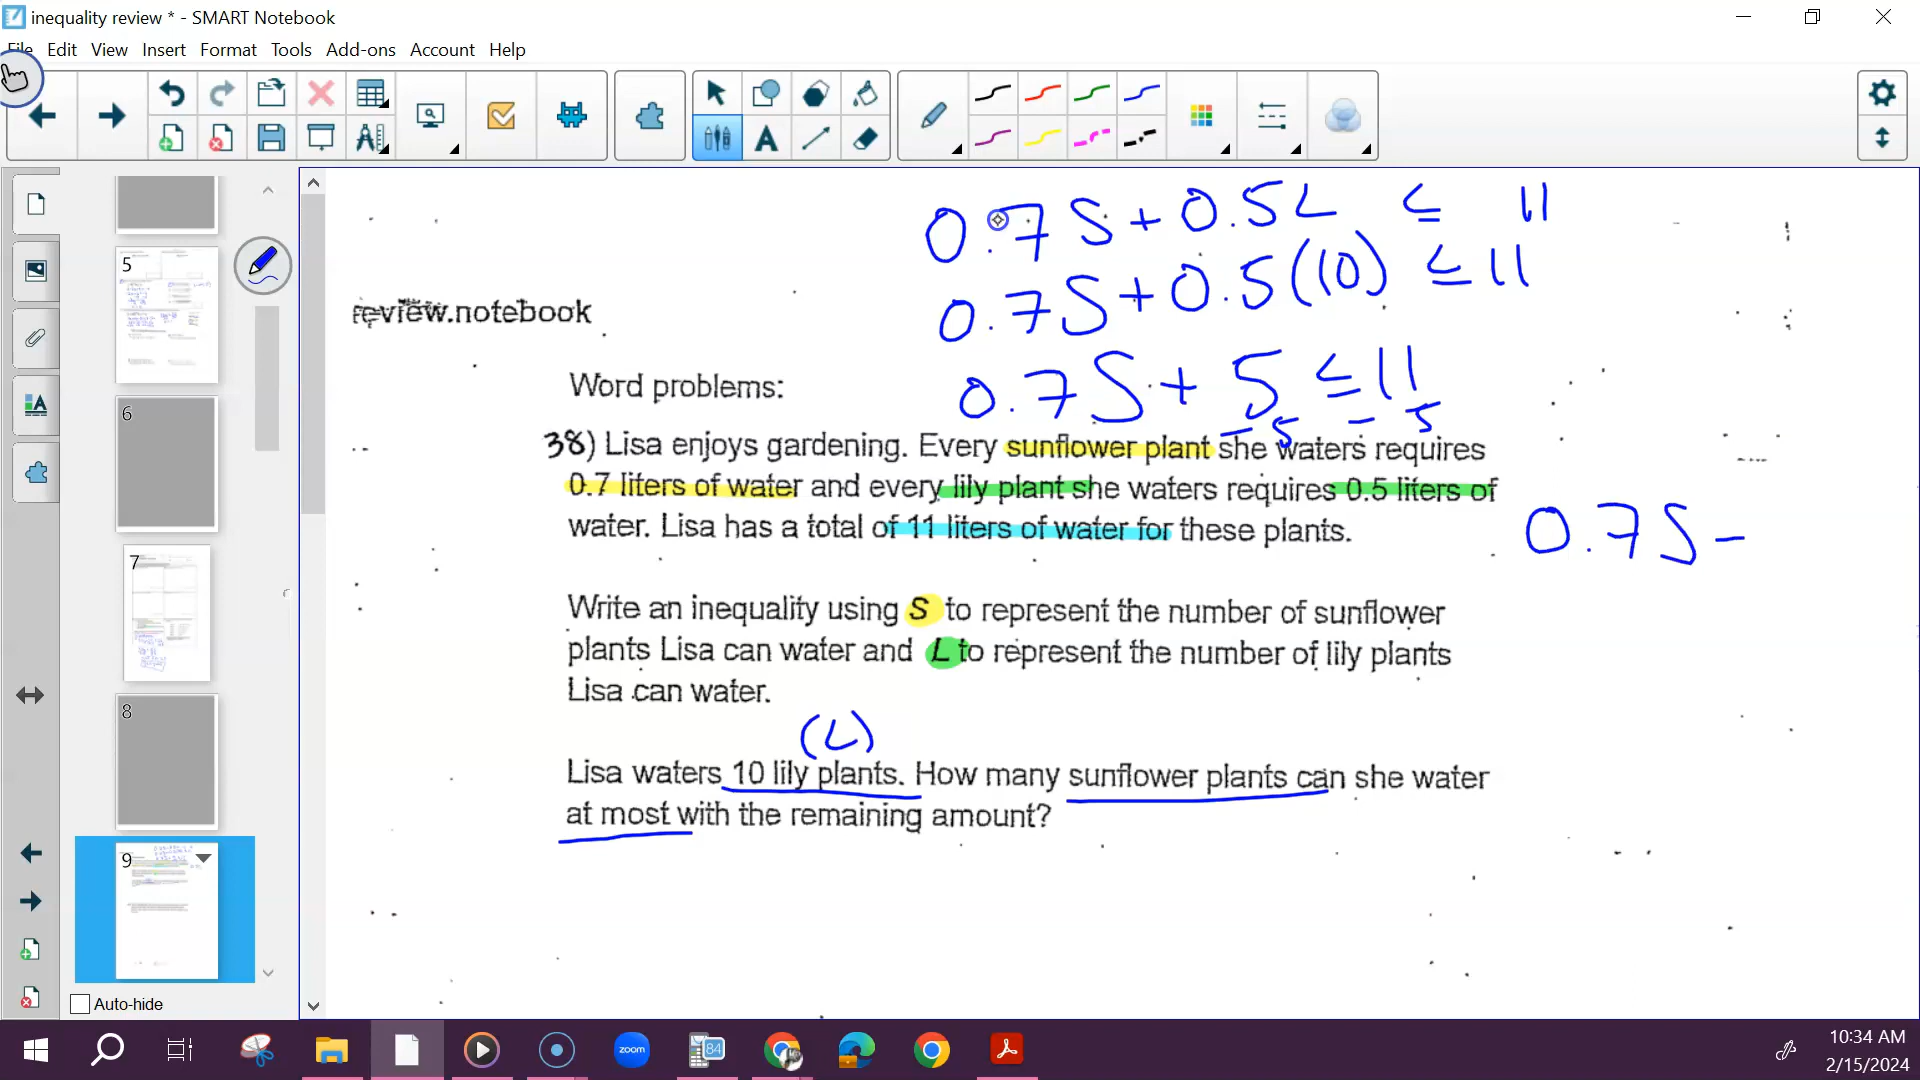 inequality review * - SMART Notebook
File Edit View Insert Format Tools Add-ons Account Help
5
6
7
8
9
Auto-hide
0.7S + 0.5L ≤ 11
0.7S + 0.5(10) ≤ 11
review.notebook
0.7S + 5 ≤ 11
- 5 - 5
Word problems:
38) Lisa enjoys gardening. Every sunflower plant she waters requires
0.7 liters of water and every lily plant she waters requires 0.5 liters of
water. Lisa has a total of 11 liters of water for these plants.
0.7S -
Write an inequality using S to represent the number of sunflower
plants Lisa can water and L to represent the number of lily plants
Lisa can water.
(L)
Lisa waters 10 lily plants. How many sunflower plants can she water
at most with the remaining amount?
zoom
84
10:34 AM
2/15/2024